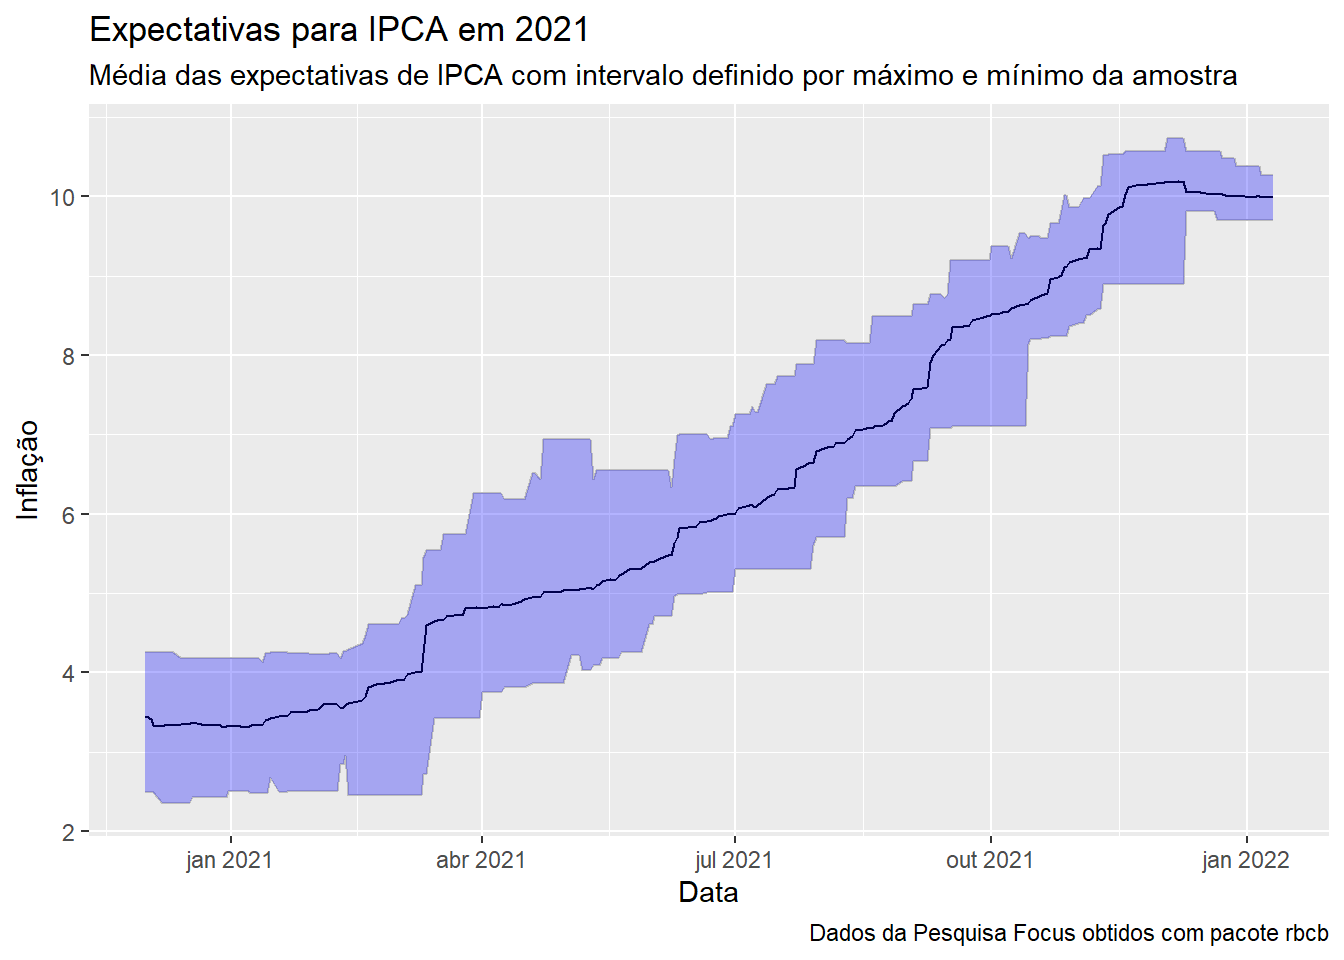 Expectativas para IPCA em 2021
Média das expectativas de IPCA com intervalo definido por máximo e mínimo da amostra
Inflação
10
8
6
4
2
jan 2021
abr 2021
jul 2021
out 2021
jan 2022
Data
Dados da Pesquisa Focus obtidos com pacote rbcb